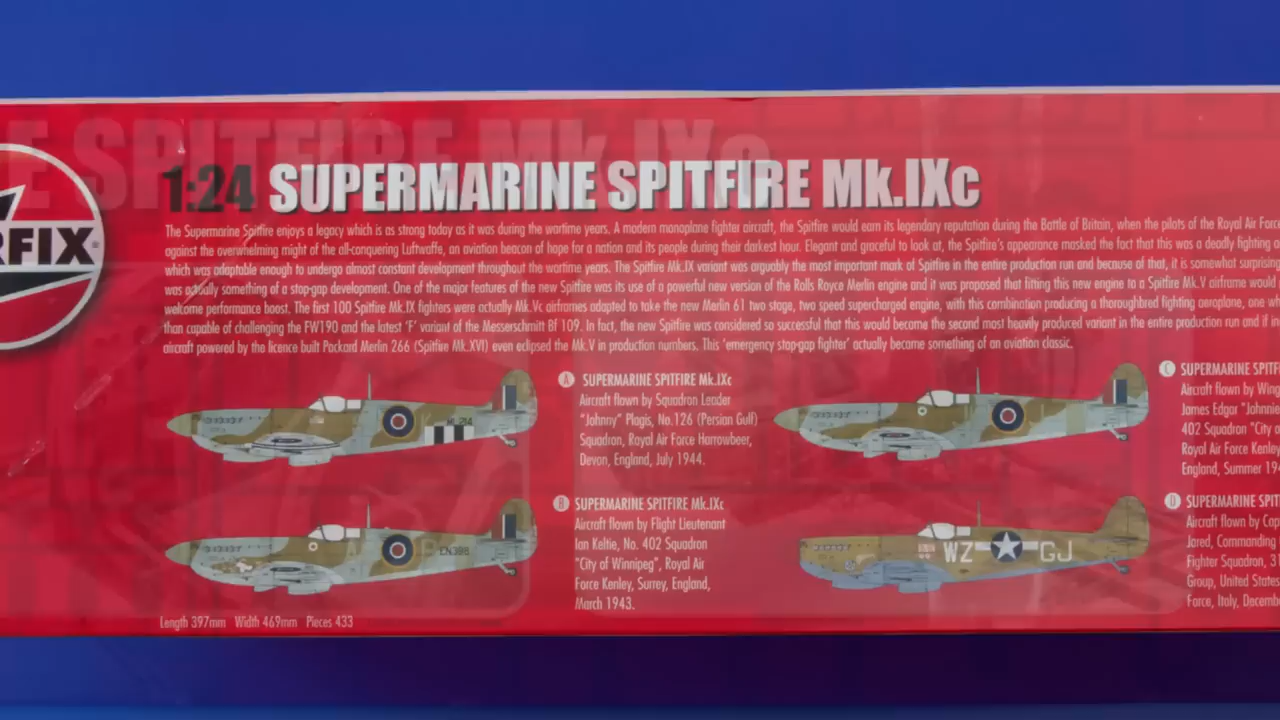 E SPITFIRE Mk.IXc
1:24 SUPERMARINE SPITFIRE Mk.IXc
RFIX
The Supermarine Spitfire enjoys a legacy which is as strong today as it was during the wartime years. A modern monoplane fighter aircraft, the Spitfire would earn its legendary reputation during the Battle of Britain, when the pilots of the Royal Air Forc
against the overwhelming might of the all-conquering Luftwaffe, an aviation beacon of hope for a nation and its people during their darkest hour. Elegant and graceful to look at, the Spitfire's appearance masked the fact that this was a deadly fighting
which was adaptable enough to undergo almost constant development throughout the wartime years. The Spitfire Mk.IX variant was arguably the most important mark of Spitfire in the entire production run and because of that, it is somewhat surprising
was actually something of a stop-gap development. One of the major features of the new Spitfire was its use of a powerful new version of the Rolls Royce Merlin engine and it was proposed that fitting this new engine to a Spitfire Mk.V airframe would
welcome performance boost. The first 100 Spitfire Mk.IX fighters were actually Mk.Vc airframes adapted to take the new Merlin 61 two stage, two speed supercharged engine, with this combination producing a thoroughbred fighting aeroplane, one
than capable of challenging the FW190 and the latest 'F' variant of the Messerschmitt Bf 109. In fact, the new Spitfire was considered so successful that this would become the second most heavily produced variant in the entire production run and if
aircraft powered by the licence built Packard Merlin 266 (Spitfire Mk.XVI) even eclipsed the Mk.V in production numbers. This 'emergency stop-gap fighter' actually became something of an aviation classic.
A SUPERMARINE SPITFIRE Mk.IXc
Aircraft flown by Squadron Leader
"Johnny" Plagis, No.126 (Persian Gulf)
Squadron, Royal Air Force Harrowbeer,
Devon, England, July 1944.
C SUPERMARINE SPITF
Aircraft flown by Wing
James Edgar "Johnnie
402 Squadron "City o
Royal Air Force Kenley
England, Summer 194
B SUPERMARINE SPITFIRE Mk.IXc
Aircraft flown by Flight Lieutenant
Ian Keltie, No. 402 Squadron
"City of Winnipeg", Royal Air
Force Kenley, Surrey, England,
March 1943.
EN398
D SUPERMARINE SPIT
Aircraft flown by Cap
Jared, Commanding
Fighter Squadron, 3
Group, United States
Force, Italy, Decemb
WZ GJ
Length 397mm Width 469mm Pieces 433